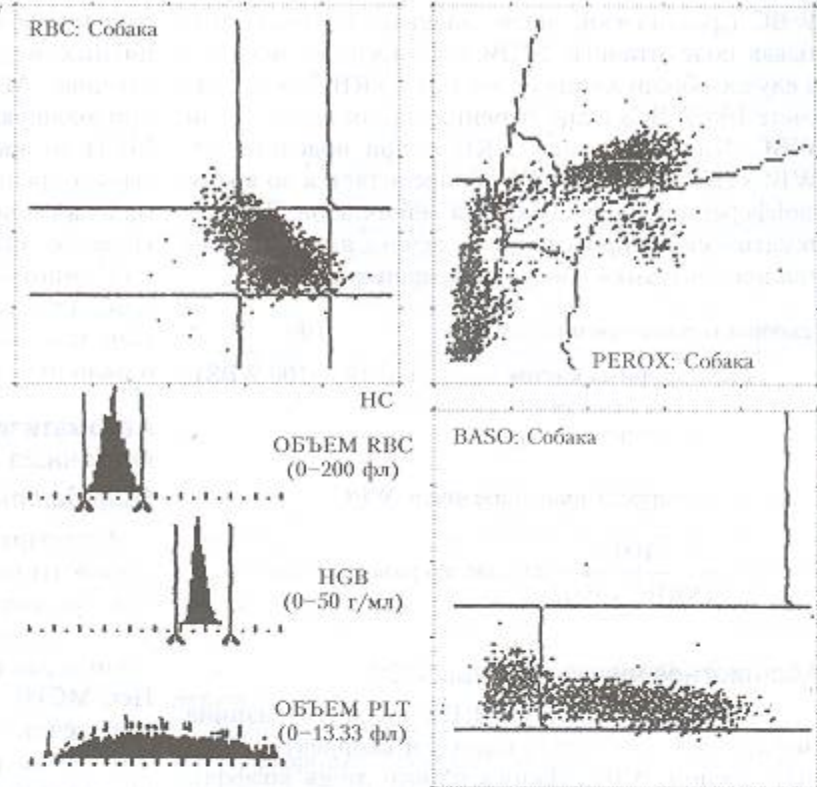 RBC: Собака
PEROX: Собака
HC
ОБЪЕМ RBC
(0–200 фл)
BASO: Собака
HGB
(0–50 г/мл)
ОБЪЕМ PLT
(0–13.33 фл)